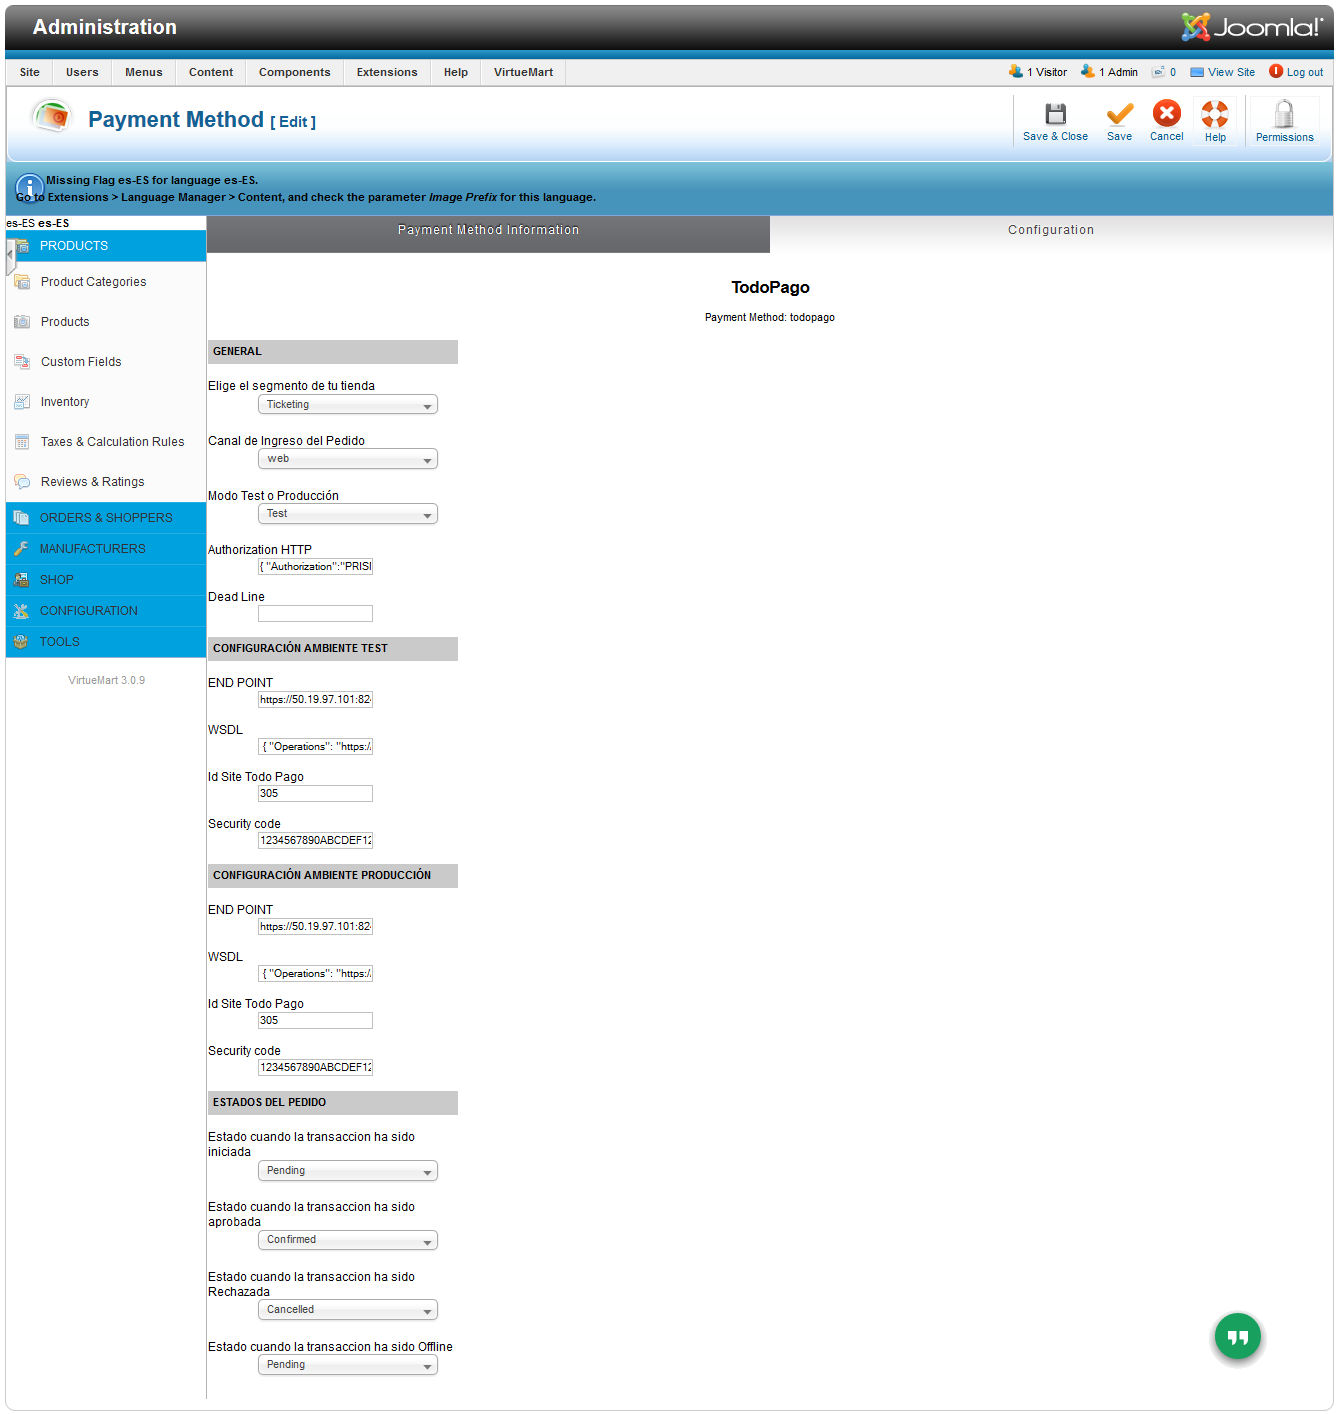 Administration
Joomla!
Site Users Menus Content Components Extensions Help VirtueMart
1 Visitor 1 Admin 0 View Site Log out
Payment Method [ Edit ]
Save & Close Save Cancel Help Permissions
Missing Flag es-ES for language es-ES.
Go to Extensions > Language Manager > Content, and check the parameter Image Prefix for this language.
es-ES es-ES
PRODUCTS
Product Categories
Products
Custom Fields
Inventory
Taxes & Calculation Rules
Reviews & Ratings
ORDERS & SHOPPERS
MANUFACTURERS
SHOP
CONFIGURATION
TOOLS
VirtueMart 3.0.9
Payment Method Information Configuration
TodoPago
Payment Method: todopago
GENERAL
Elige el segmento de tu tienda
Ticketing
Canal de Ingreso del Pedido
web
Modo Test o Producción
Test
Authorization HTTP
{ "Authorization":"PRISI
Dead Line
CONFIGURACIÓN AMBIENTE TEST
END POINT
https://50.19.97.101:82
WSDL
{ "Operations": "https:/
Id Site Todo Pago
305
Security code
1234567890ABCDEF12
CONFIGURACIÓN AMBIENTE PRODUCCIÓN
END POINT
https://50.19.97.101:82
WSDL
{ "Operations": "https:/
Id Site Todo Pago
305
Security code
1234567890ABCDEF12
ESTADOS DEL PEDIDO
Estado cuando la transaccion ha sido
iniciada
Pending
Estado cuando la transaccion ha sido
aprobada
Confirmed
Estado cuando la transaccion ha sido
Rechazada
Cancelled
Estado cuando la transaccion ha sido Offline
Pending